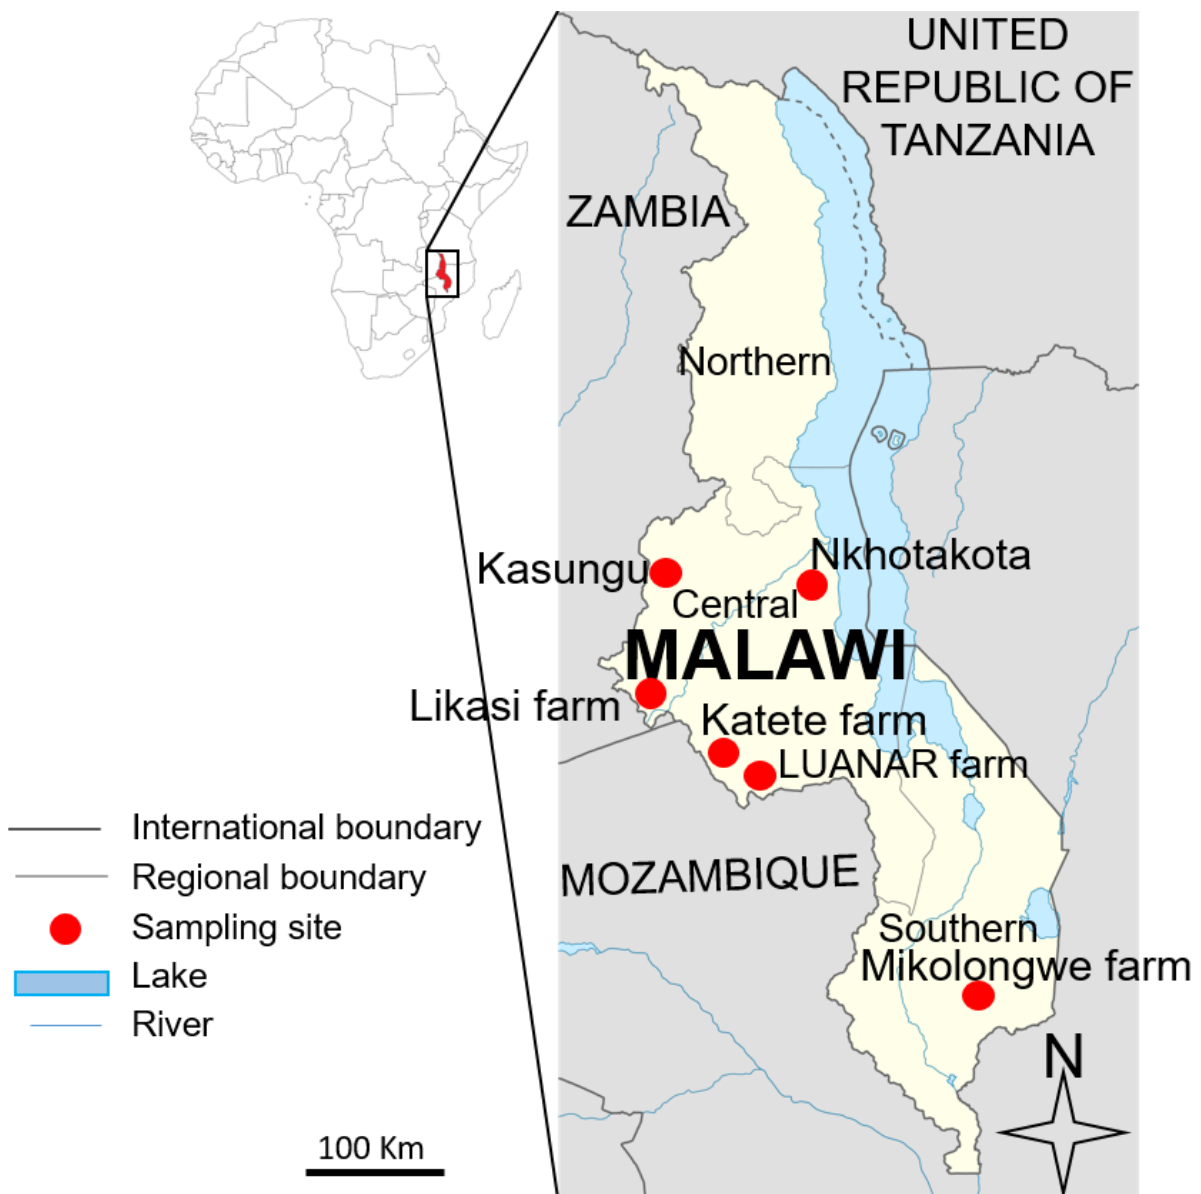 UNITED
REPUBLIC OF
TANZANIA
ZAMBIA
Northern
Nkhotakota
Kasungu
Central
MALAWI
Likasi farm
Katete farm
LUANAR farm
International boundary
MOZAMBIQUE
Regional boundary
Sampling site
Southern
Mikolongwe farm
Lake
River
N
100 Km